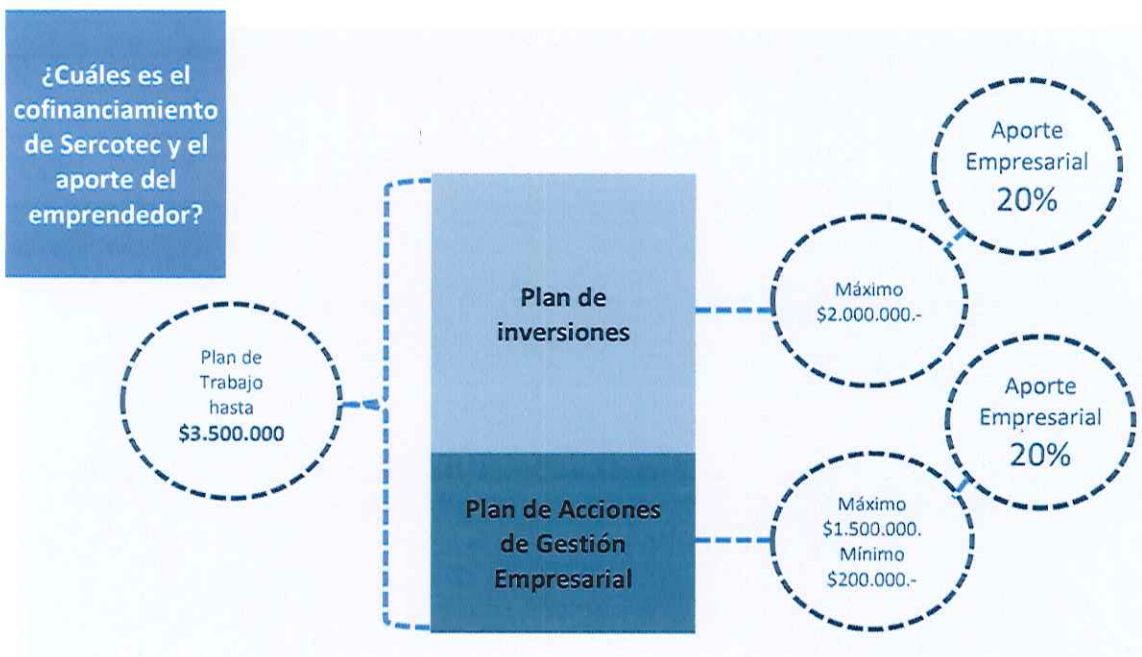 ¿Cuáles es el
cofinanciamiento
de Sercotec y el
aporte del
emprendedor?
Plan de
Trabajo
hasta
$3.500.000
Plan de
inversiones
Máximo
$2.000.000.-
Aporte
Empresarial
20%
Plan de Acciones
de Gestión
Empresarial
Máximo
$1.500.000.
Mínimo
$200.000.-
Aporte
Empresarial
20%